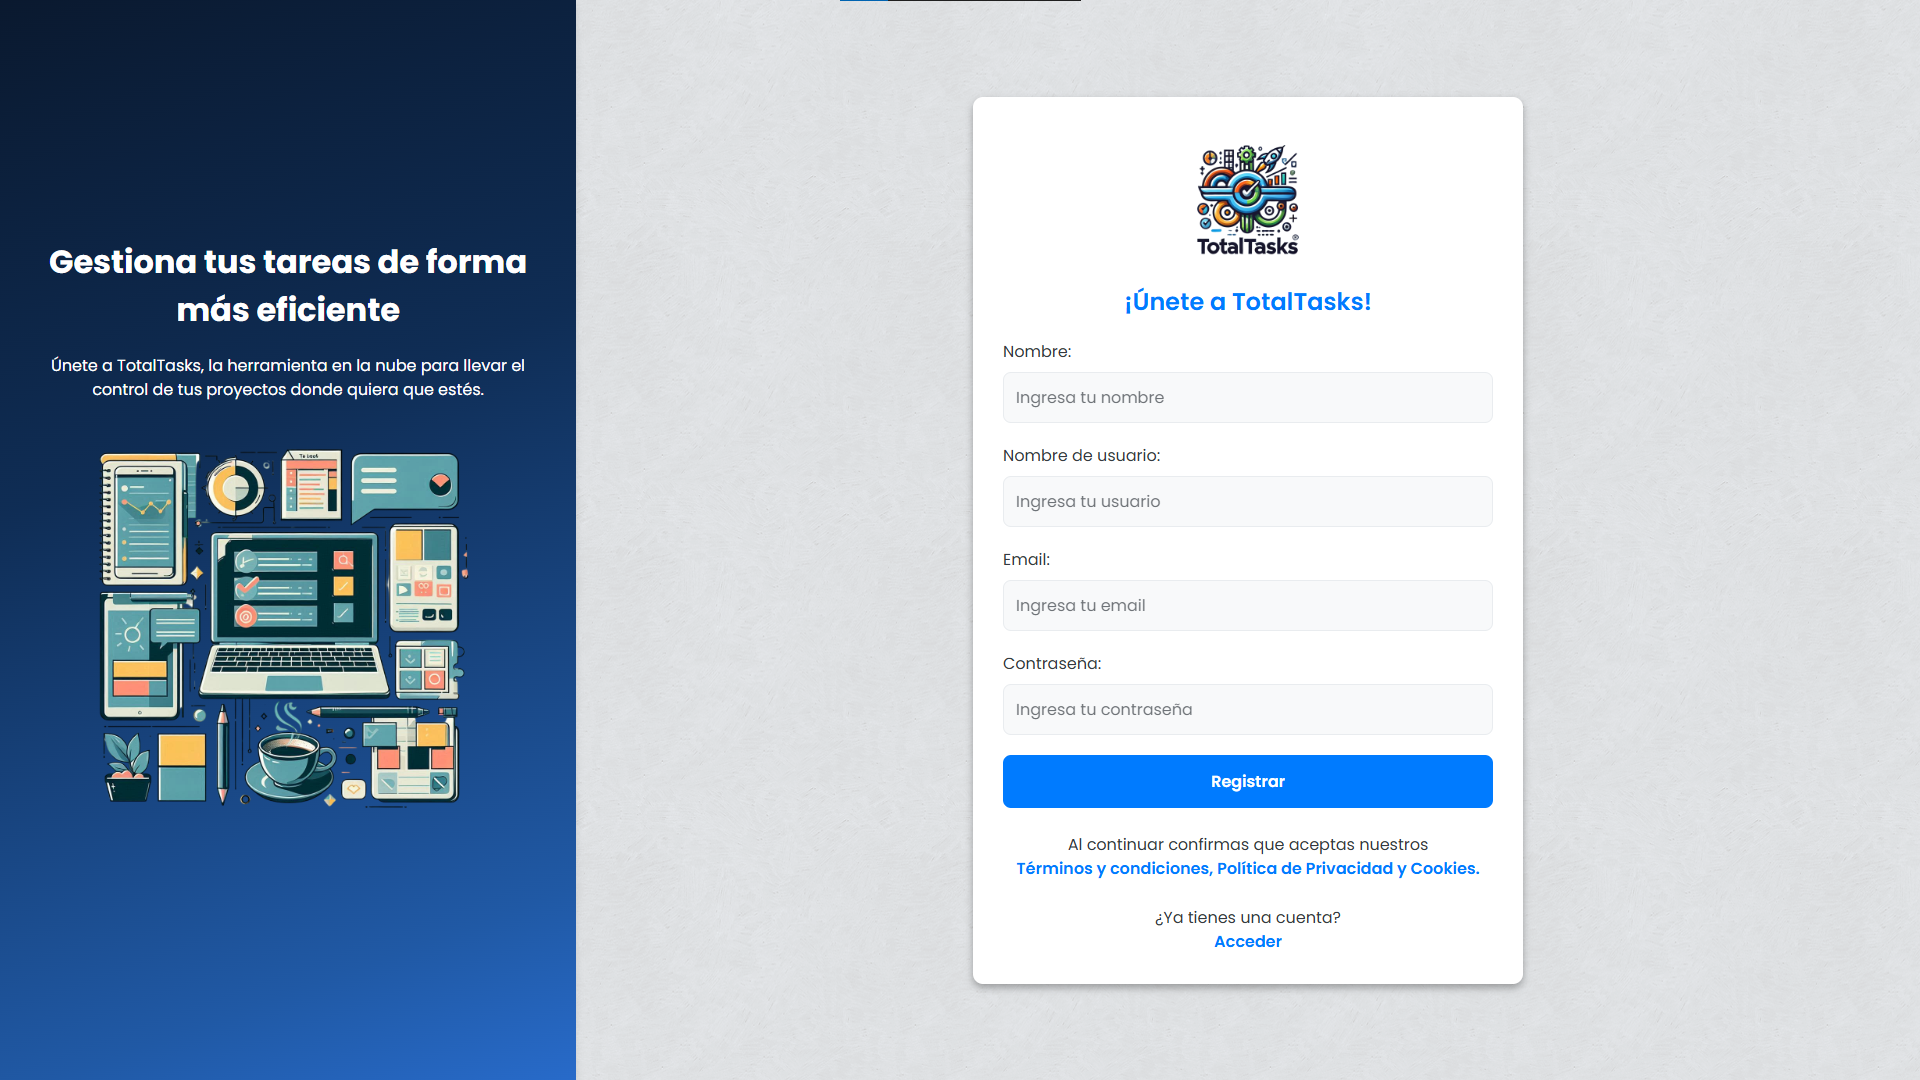 Gestiona tus tareas de forma
más eficiente
Únete a TotalTasks, la herramienta en la nube para llevar el
control de tus proyectos donde quiera que estés.
TotalTasks®
¡Únete a TotalTasks!
Nombre:
Ingresa tu nombre
Nombre de usuario:
Ingresa tu usuario
Email:
Ingresa tu email
Contraseña:
Ingresa tu contraseña
Registrar
Al continuar confirmas que aceptas nuestros
Términos y condiciones, Política de Privacidad y Cookies.
¿Ya tienes una cuenta?
Acceder